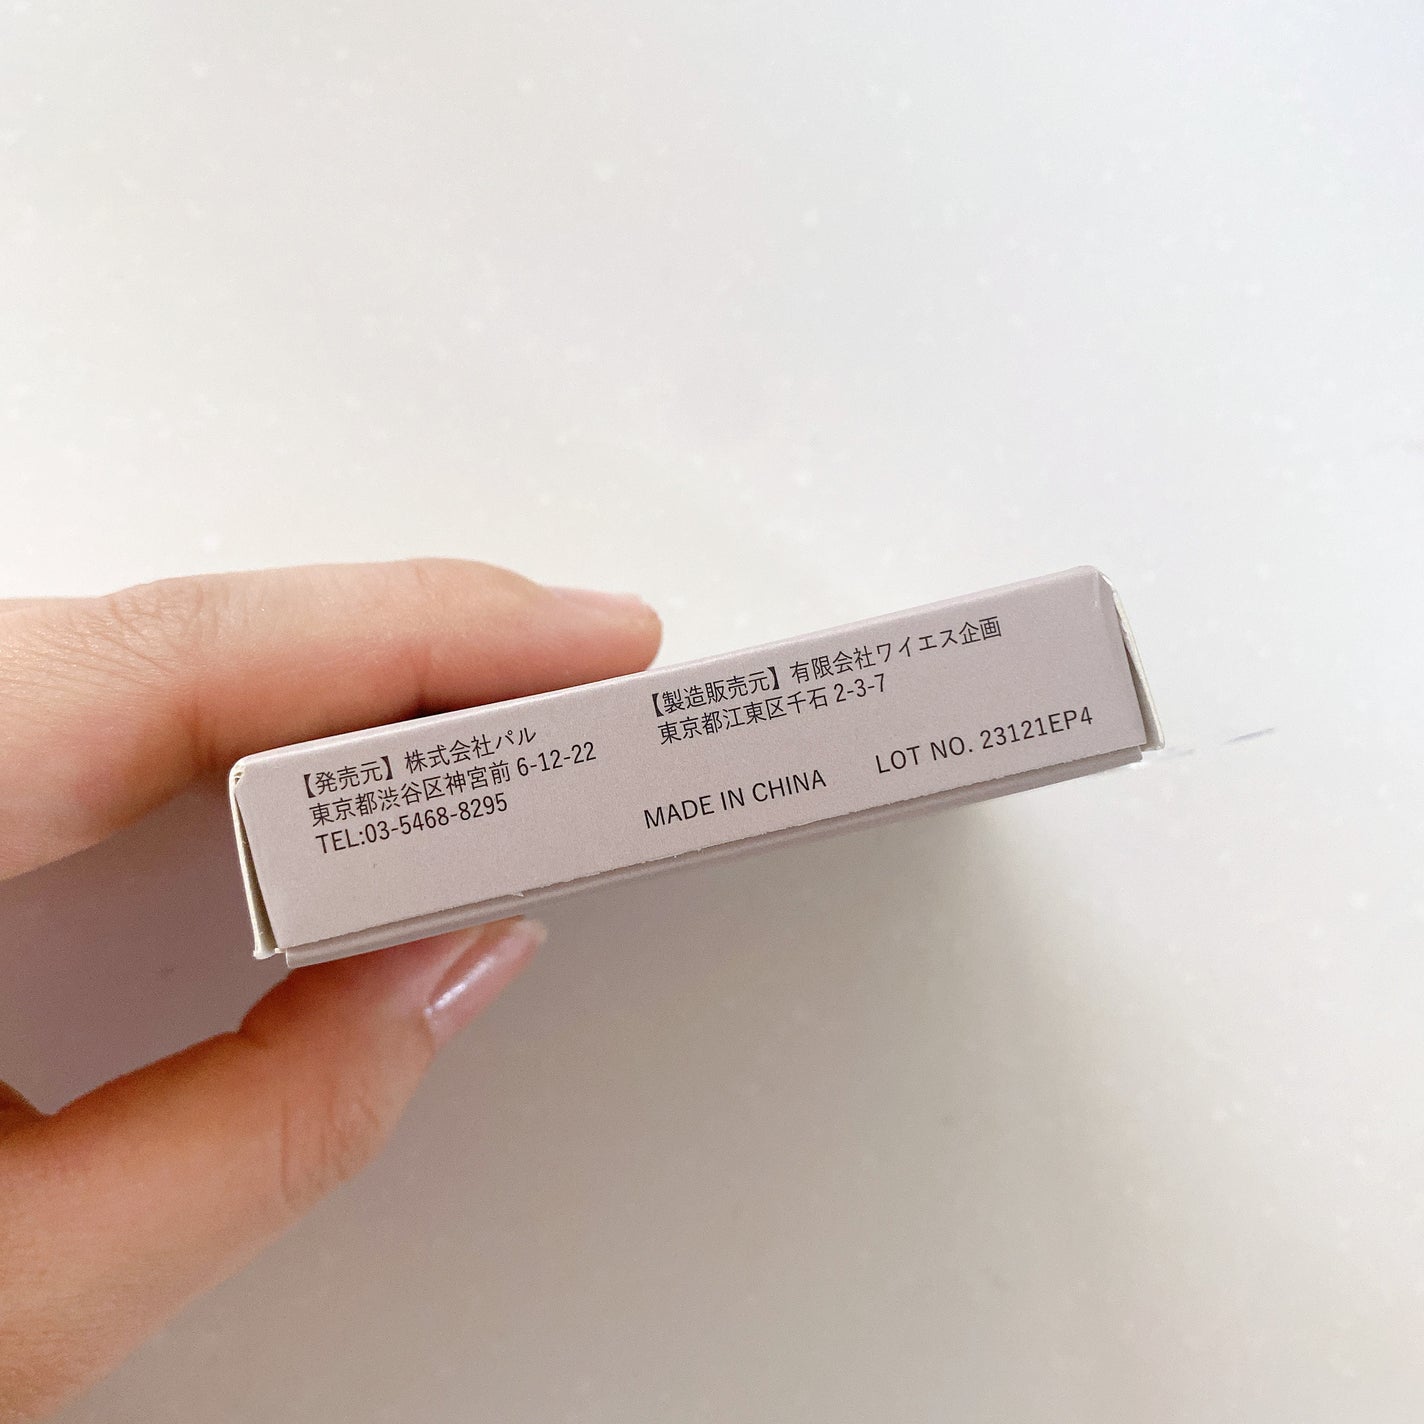 【発売元】株式会社パル
東京都渋谷区神宮前 6-12-22
TEL:03-5468-8295
【製造販売元】有限会社ワイエス企画
東京都江東区千石 2-3-7
MADE IN CHINA
LOT NO. 23121EP4